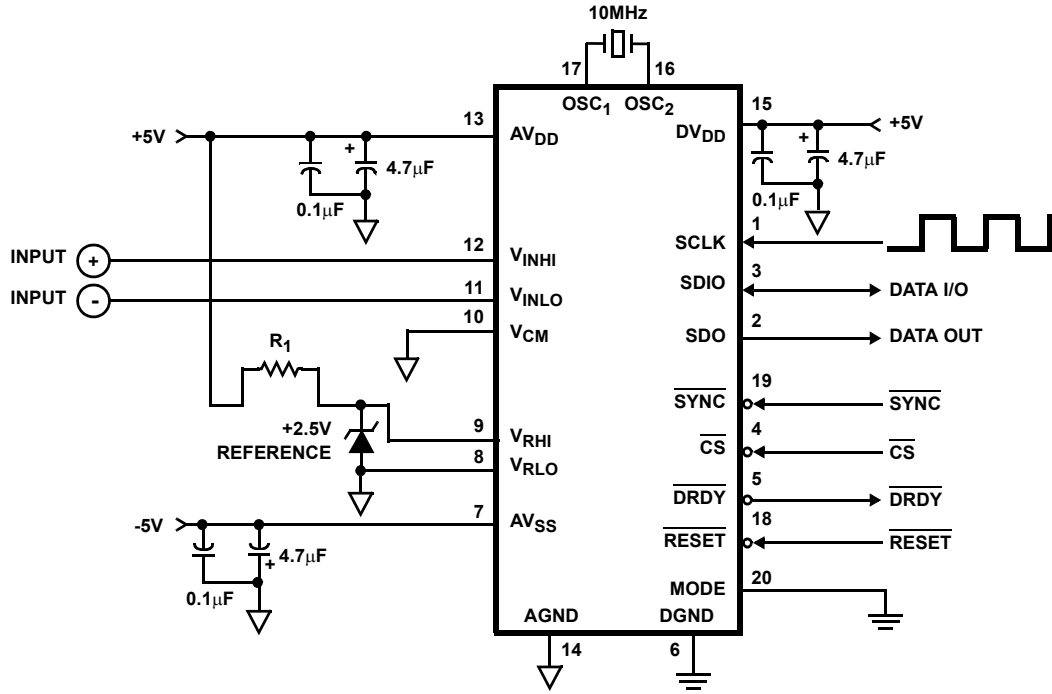 10MHz
17 16
OSC1 OSC2
13 15
+5V AVDD DVDD +5V
+ 4.7μF
0.1μF
+ 4.7μF
0.1μF
1
SCLK
12
INPUT + VINHI
3
SDIO DATA I/O
11
INPUT - VINLO
10
VCM
2
SDO DATA OUT
R1
19
SYNC SYNC
+2.5V
REFERENCE
9
VRHI
4
CS CS
8
VRLO
5
DRDY DRDY
7
-5V AVSS
18
RESET RESET
4.7μF
+
0.1μF
20
MODE
AGND DGND
14 6